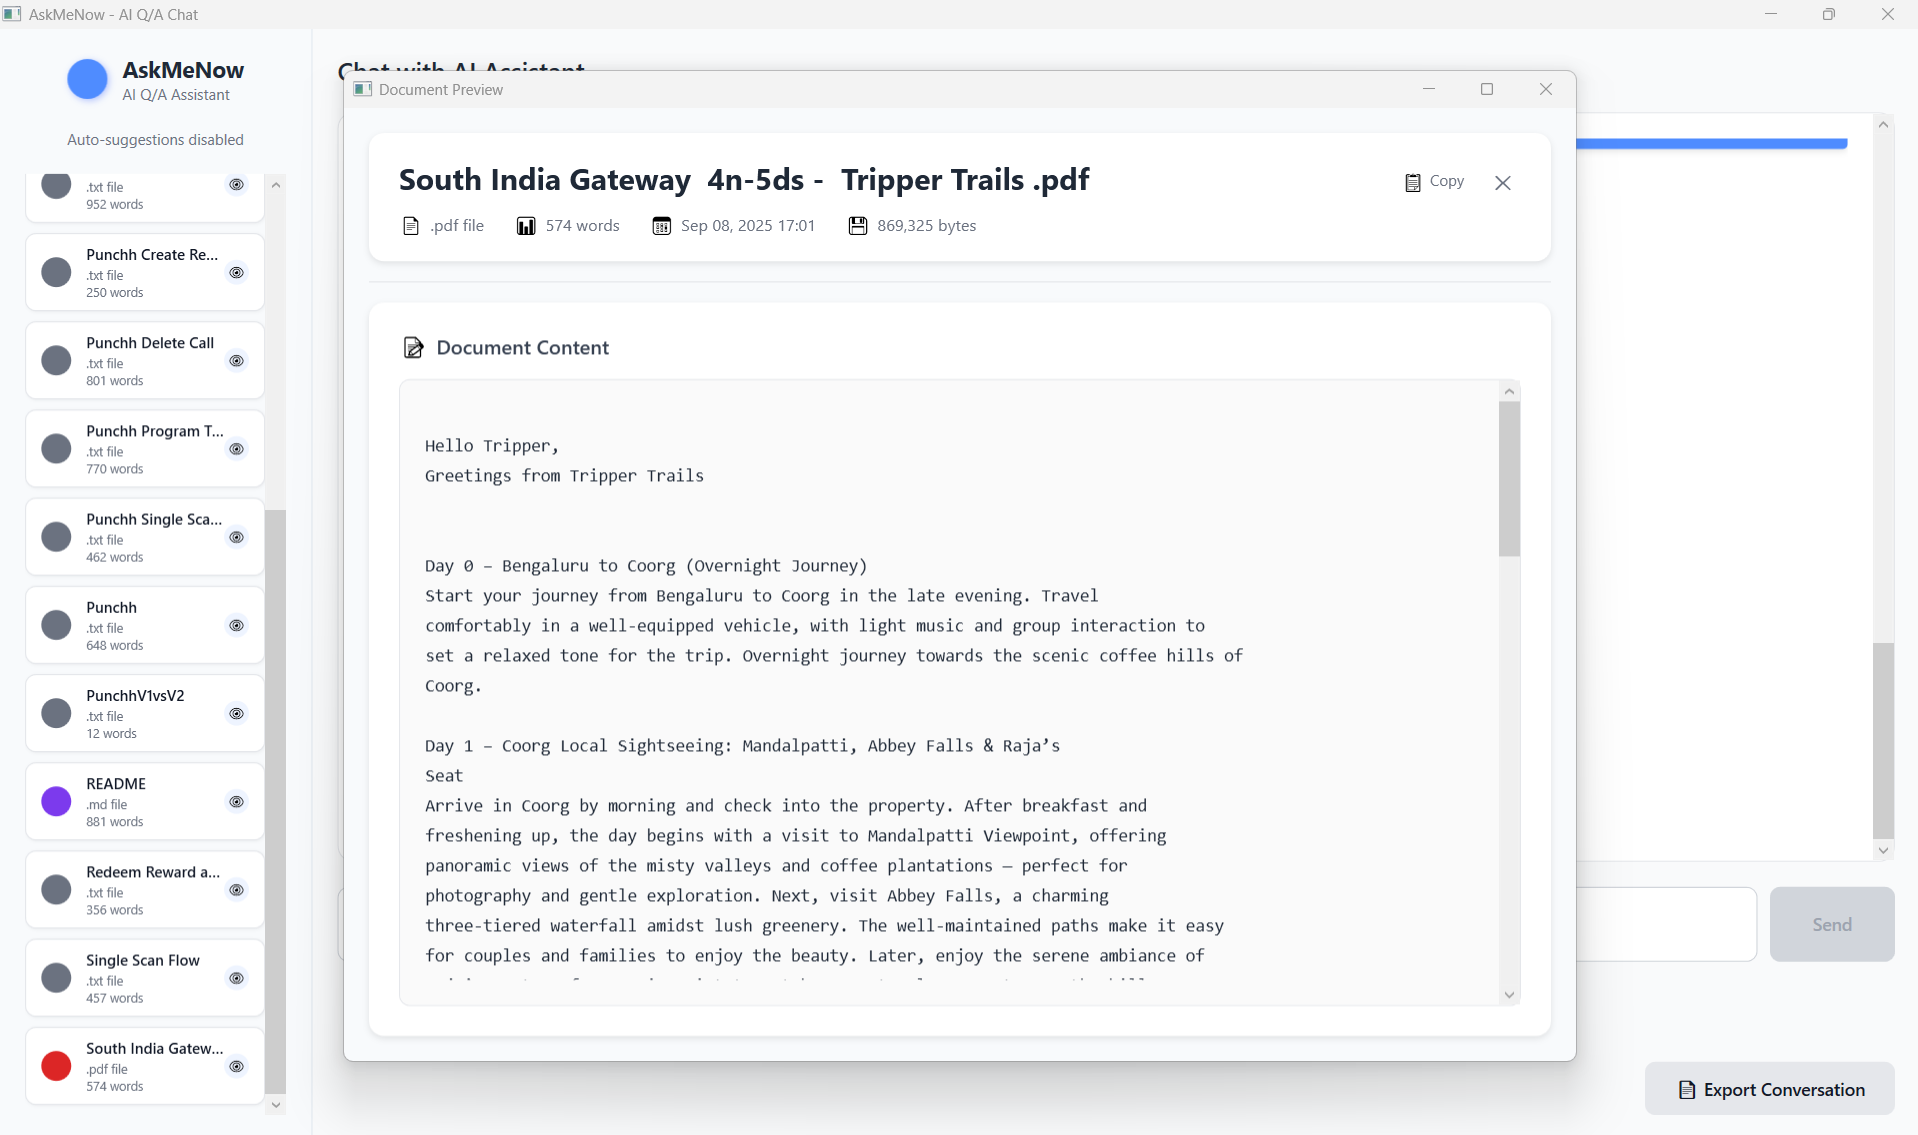 AskMeNow - AI Q/A Chat
AskMeNow
AI Q/A Assistant
Auto-suggestions disabled
.txt file
952 words
Punchh Create Re...
.txt file
250 words
Punchh Delete Call
.txt file
801 words
Punchh Program T...
.txt file
770 words
Punchh Single Sca...
.txt file
462 words
Punchh
.txt file
648 words
PunchhV1vsV2
.txt file
12 words
README
.md file
881 words
Redeem Reward a...
.txt file
356 words
Single Scan Flow
.txt file
457 words
South India Gatew...
.pdf file
574 words
Chat with AI Assistant
Document Preview
South India Gateway  4n-5ds -  Tripper Trails .pdf
Copy
.pdf file
574 words
Sep 08, 2025 17:01
869,325 bytes
Document Content
Hello Tripper,
Greetings from Tripper Trails
Day 0 – Bengaluru to Coorg (Overnight Journey)
Start your journey from Bengaluru to Coorg in the late evening. Travel
comfortably in a well-equipped vehicle, with light music and group interaction to
set a relaxed tone for the trip. Overnight journey towards the scenic coffee hills of
Coorg.
Day 1 – Coorg Local Sightseeing: Mandalpatti, Abbey Falls & Raja’s
Seat
Arrive in Coorg by morning and check into the property. After breakfast and
freshening up, the day begins with a visit to Mandalpatti Viewpoint, offering
panoramic views of the misty valleys and coffee plantations — perfect for
photography and gentle exploration. Next, visit Abbey Falls, a charming
three-tiered waterfall amidst lush greenery. The well-maintained paths make it easy
for couples and families to enjoy the beauty. Later, enjoy the serene ambiance of
Send
Export Conversation